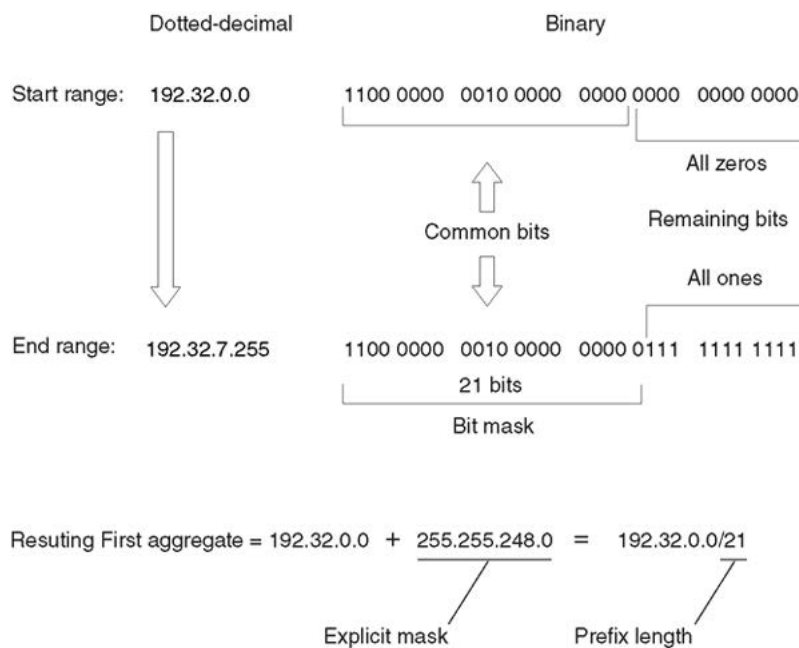 Dotted-decimal Binary
Start range: 192.32.0.0 1100 0000 0010 0000 0000 0000 0000 0000
All zeros
Common bits Remaining bits
All ones
End range: 192.32.7.255 1100 0000 0010 0000 0000 0111 1111 1111
21 bits
Bit mask
Resuting First aggregate = 192.32.0.0 + 255.255.248.0 = 192.32.0.0/21
Explicit mask Prefix length